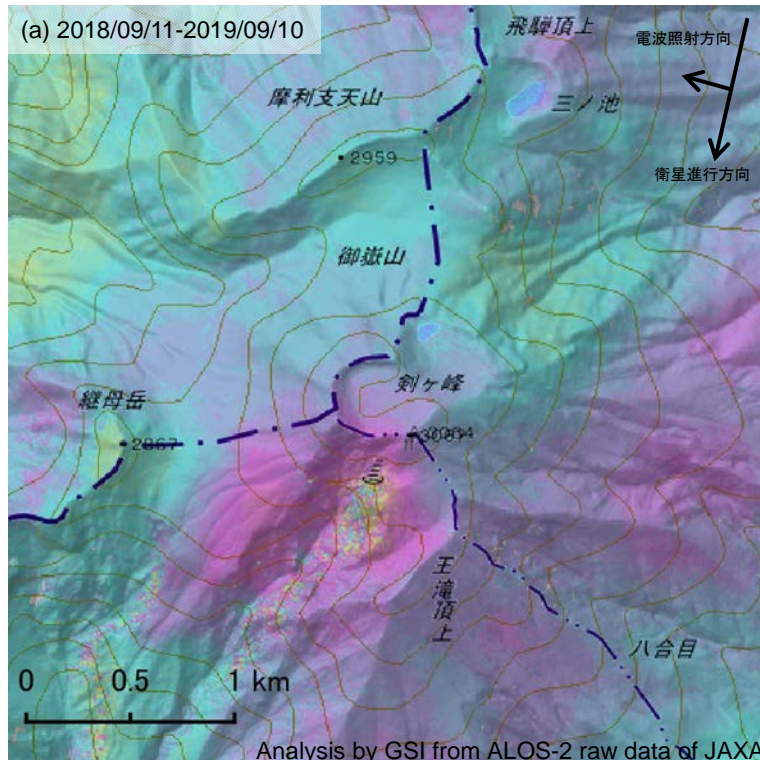 (a) 2018/09/11-2019/09/10
飛騨頂上
電波照射方向
摩利支天山
三ノ池
2959
衛星進行方向
御嶽山
剣ヶ峰
継母岳
2867
王滝頂上
八合目
0 0.5 1 km
Analysis by GSI from ALOS-2 raw data of JAXA